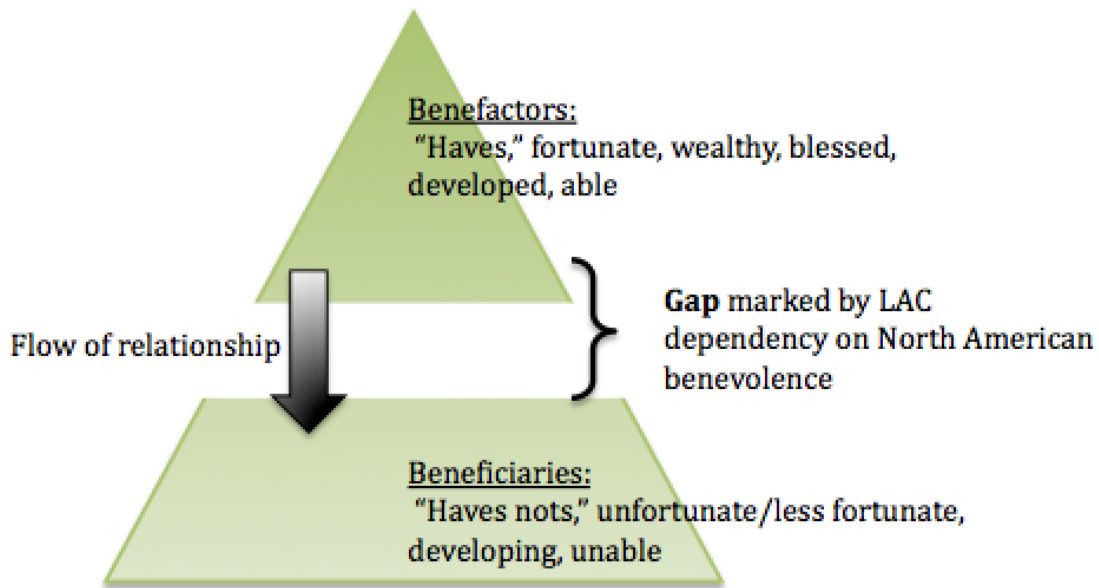 Benefactors:
“Haves,” fortunate, wealthy, blessed,
developed, able
Flow of relationship
Gap marked by LAC
dependency on North American
benevolence
Beneficiaries:
“Haves nots,” unfortunate/less fortunate,
developing, unable